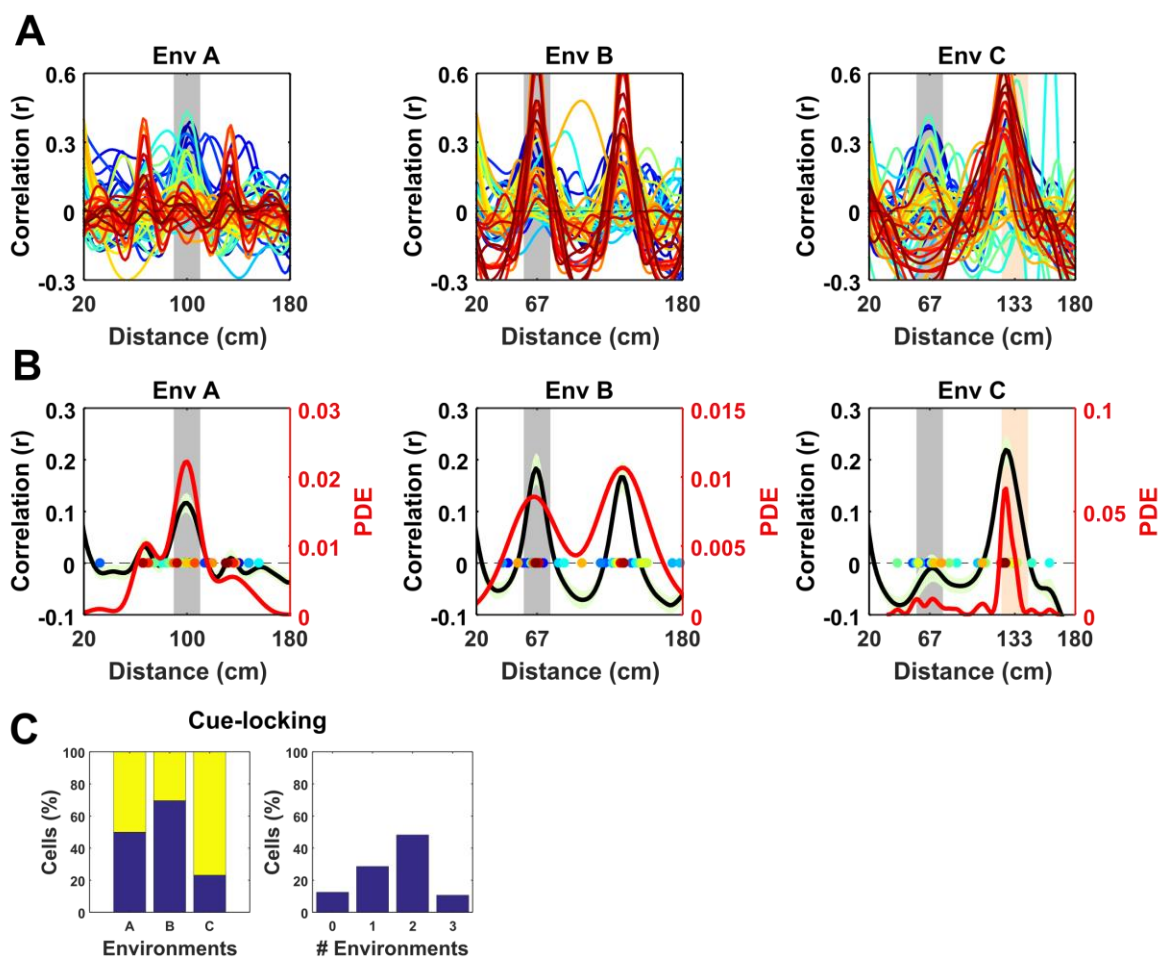 A
Env A
Env B
Env C
Correlation (r)
0.6
0.3
0
-0.3
20
100
180
Distance (cm)
Correlation (r)
0.6
0.3
0
-0.3
20
67
180
Distance (cm)
Correlation (r)
0.6
0.3
0
-0.3
20
67
133
180
Distance (cm)
B
Env A
Env B
Env C
Correlation (r)
0.3
0.2
0.1
0
-0.1
20
100
180
0.03
0.02
0.01
0
PDE
Distance (cm)
Correlation (r)
0.3
0.2
0.1
0
-0.1
20
67
180
0.015
0.01
0.005
0
PDE
Distance (cm)
Correlation (r)
0.3
0.2
0.1
0
-0.1
20
67
133
180
0.1
0.05
0
PDE
Distance (cm)
C
Cue-locking
Cells (%)
100
80
60
40
20
0
A
B
C
Environments
Cells (%)
100
80
60
40
20
0
0
1
2
3
# Environments